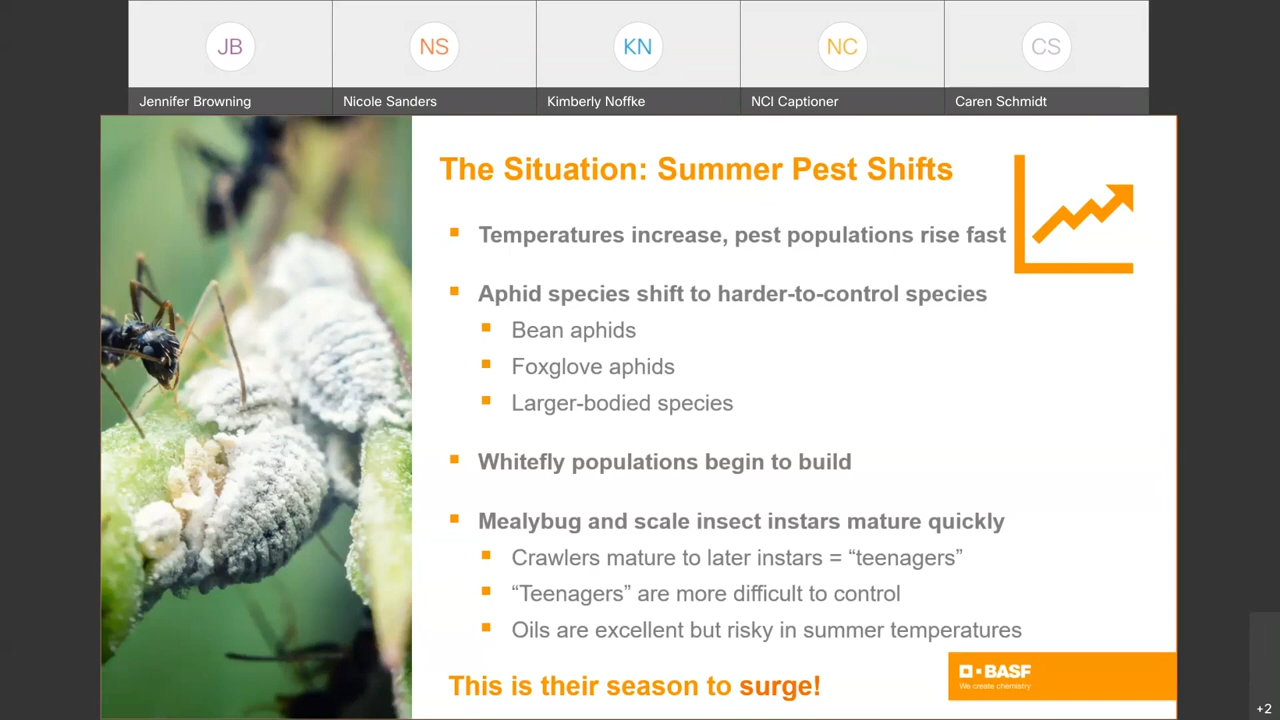 JB
NS
KN
NC
CS
Jennifer Browning
Nicole Sanders
Kimberly Noffke
NCI Captioner
Caren Schmidt
The Situation: Summer Pest Shifts
Temperatures increase, pest populations rise fast
Aphid species shift to harder-to-control species
Bean aphids
Foxglove aphids
Larger-bodied species
Whitefly populations begin to build
Mealybug and scale insect instars mature quickly
Crawlers mature to later instars = “teenagers”
“Teenagers” are more difficult to control
Oils are excellent but risky in summer temperatures
This is their season to surge!
BASF
We create chemistry
+2